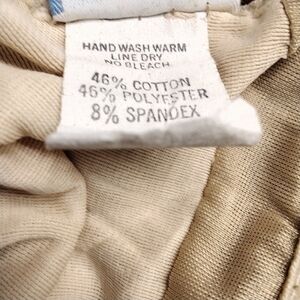 HAND WASH WARM
LINE DRY
NO BLEACH
46% COTTON
46% POLYESTER
8% SPANDEX